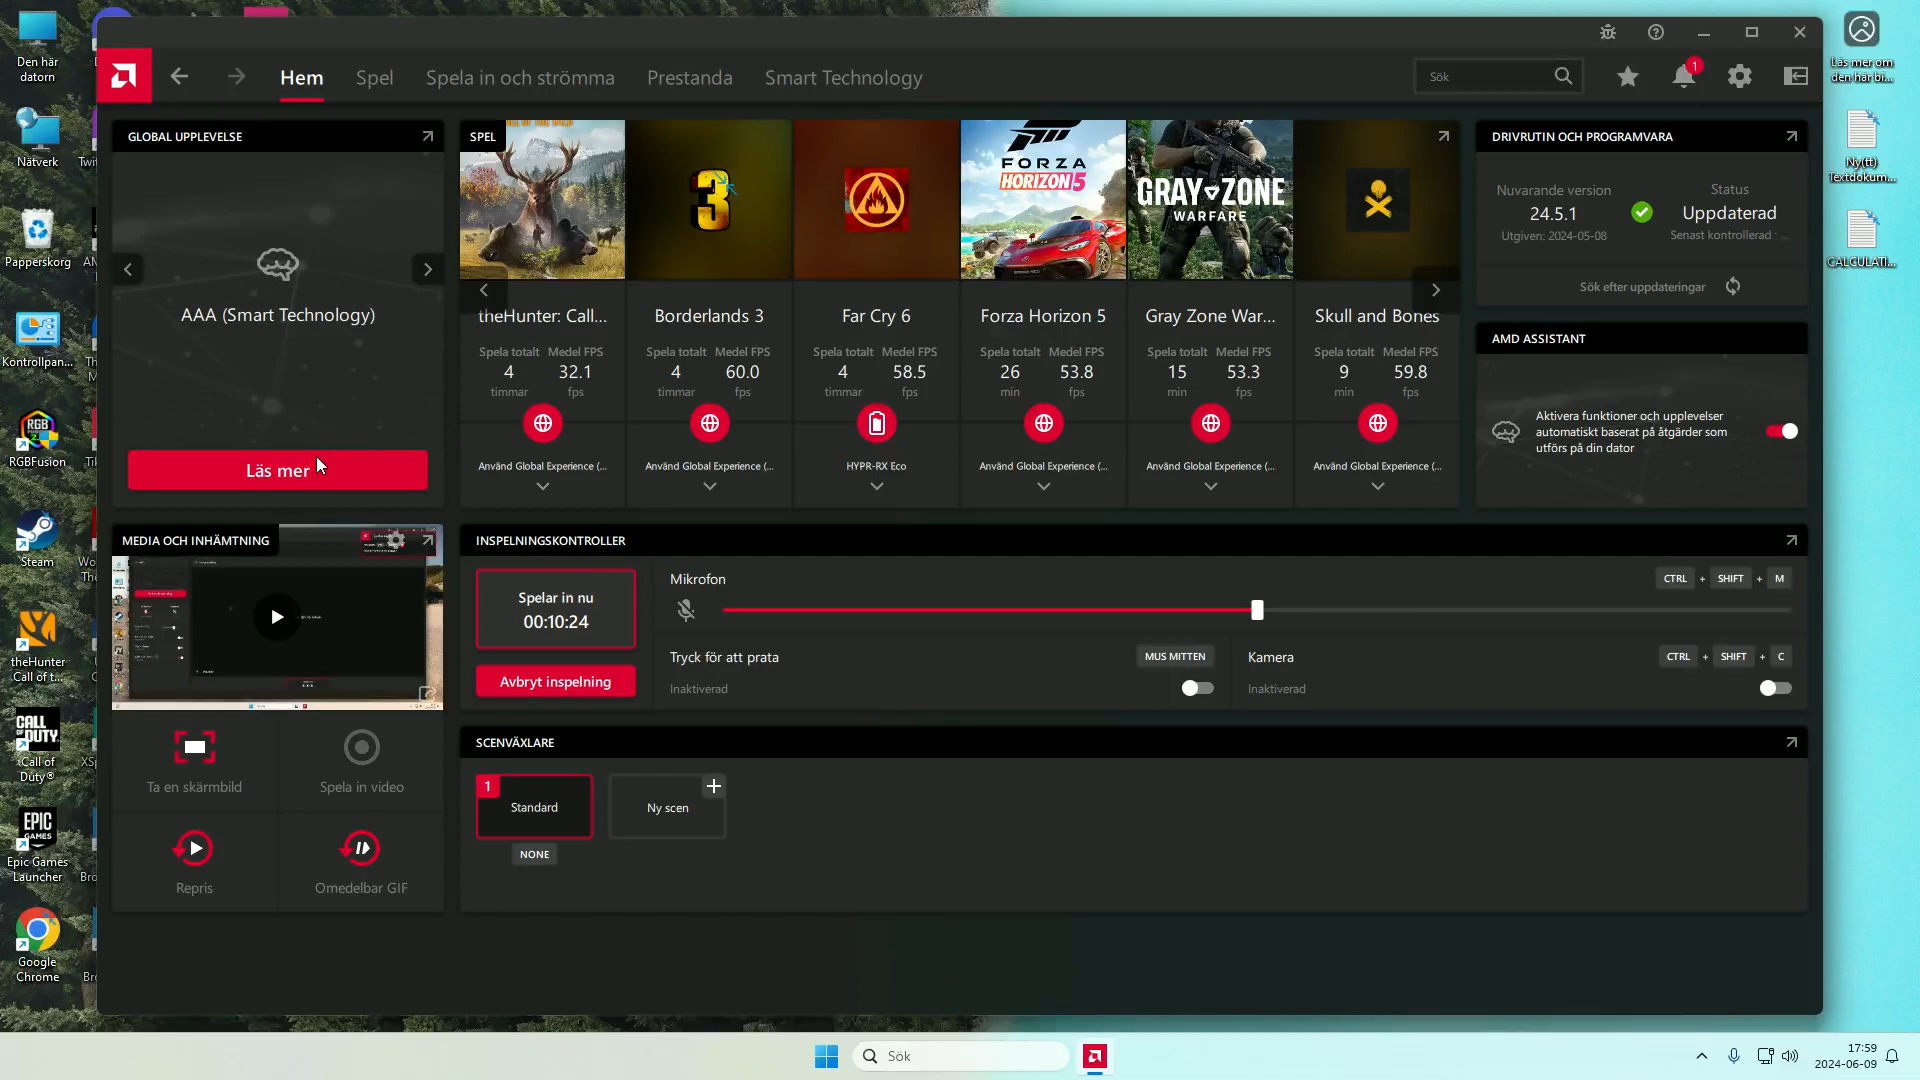 Den här
datorn
Nätverk
Papperskorg
Kontrollpan...
RGB
RGBFusion
Steam
theHunter
Call of t...
CALL OF DUTY
Call of
Duty®
EPIC
GAMES
Epic Games
Launcher
Google
Chrome
Hem
Spel
Spela in och strömma
Prestanda
Smart Technology
Sök
1
GLOBAL UPPLEVELSE
AAA (Smart Technology)
Läs mer
SPEL
theHunter: Call...
Spela totalt Medel FPS
4 32.1
timmar fps
Använd Global Experience (...
3
Borderlands 3
Spela totalt Medel FPS
4 60.0
timmar fps
Använd Global Experience (...
Far Cry 6
Spela totalt Medel FPS
4 58.5
timmar fps
HYPR-RX Eco
FORZA
HORIZON 5
Forza Horizon 5
Spela totalt Medel FPS
26 53.8
min fps
Använd Global Experience (...
GRAY ZONE
WARFARE
Gray Zone War...
Spela totalt Medel FPS
15 53.3
min fps
Använd Global Experience (...
Skull and Bones
Spela totalt Medel FPS
9 59.8
min fps
Använd Global Experience (...
DRIVRUTIN OCH PROGRAMVARA
Nuvarande version
24.5.1
Utgiven: 2024-05-08
Status
Uppdaterad
Senast kontrollerad
Sök efter uppdateringar
AMD ASSISTANT
Aktivera funktioner och upplevelser
automatiskt baserat på åtgärder som
utförs på din dator
MEDIA OCH INHÄMTNING
Ta en skärmbild
Spela in video
Repris
Omedelbar GIF
INSPELNINGSKONTROLLER
Spelar in nu
00:10:24
Avbryt inspelning
Mikrofon
CTRL + SHIFT + M
Tryck för att prata
MUS MITTEN
Inaktiverad
Kamera
CTRL + SHIFT + C
Inaktiverad
SCENVÄXLARE
1
Standard
NONE
Ny scen
Läs mer om
den här bi...
Ny(tt)
Textdokum...
CALCULATI...
Sök
17:59
2024-06-09